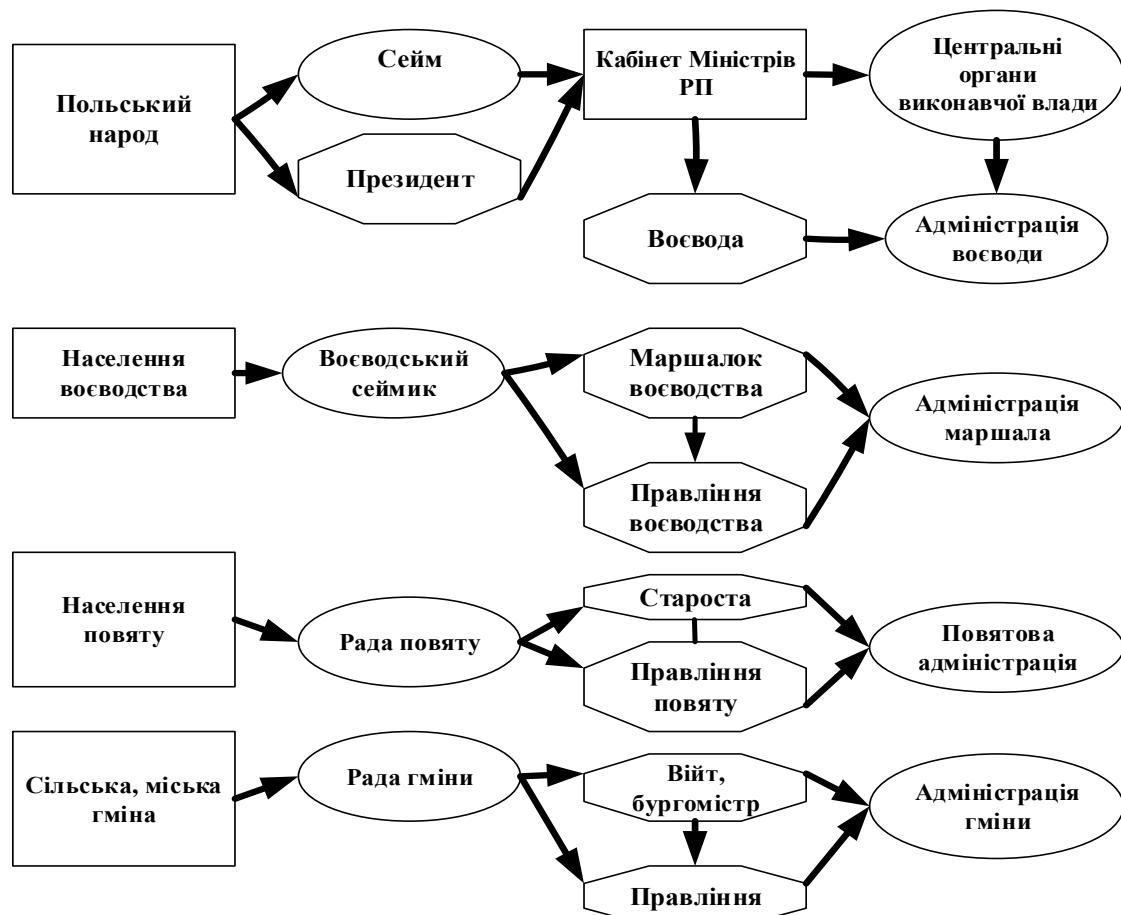 Польський
народ
Сейм
Президент
Кабінет Міністрів
РП
Центральні
органи
виконавчої влади
Воєвода
Адміністрація
воєводи
Населення
воєводства
Воєводський
сеймик
Маршалок
воєводства
Правління
воєводства
Адміністрація
маршала
Населення
повяту
Рада повяту
Староста
Правління
повяту
Повятова
адміністрація
Сільська, міська
гміна
Рада гміни
Війт,
бургомістр
Правління
Адміністрація
гміни